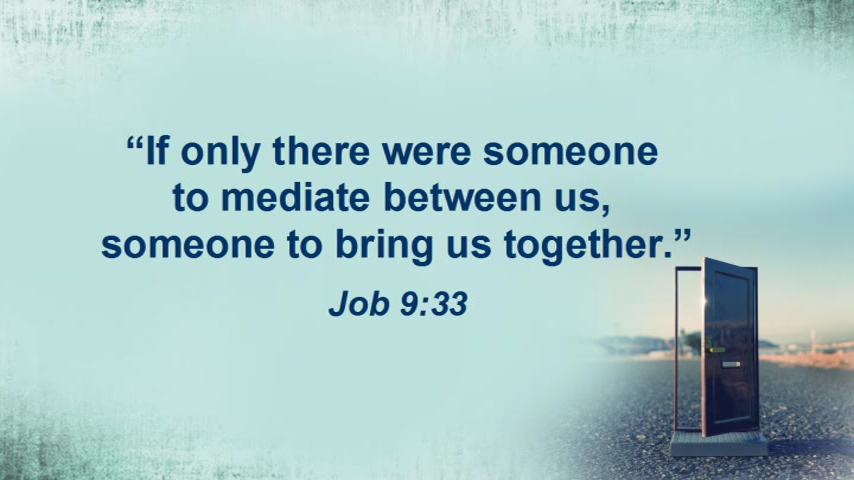 “If only there were someone
to mediate between us,
someone to bring us together.”
Job 9:33